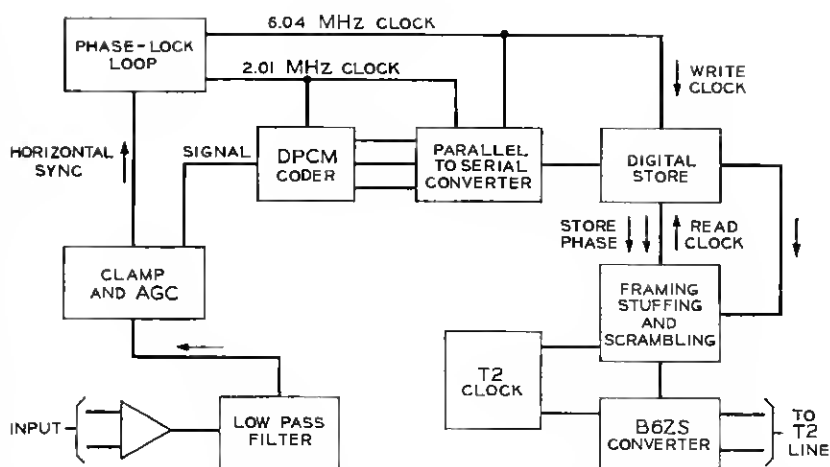 6.04 MHz CLOCK
PHASE-LOCK
LOOP
2.01 MHz CLOCK
WRITE
CLOCK
HORIZONTAL
SYNC
SIGNAL
DPCM
CODER
PARALLEL
TO SERIAL
CONVERTER
DIGITAL
STORE
STORE
PHASE
READ
CLOCK
CLAMP
AND AGC
FRAMING
STUFFING
AND
SCRAMBLING
T2
CLOCK
INPUT
LOW PASS
FILTER
B6ZS
CONVERTER
TO
T2
LINE